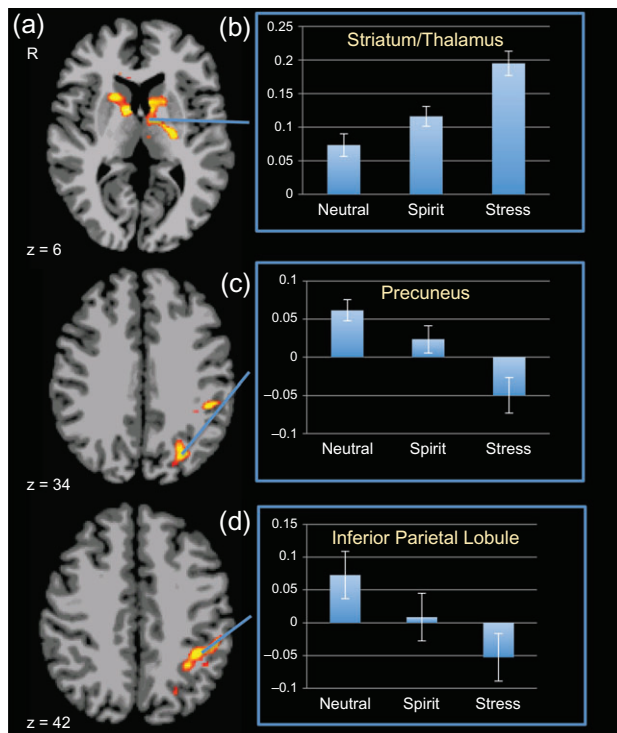 (a)
R
z = 6
(b)
Striatum/Thalamus
0.25
0.2
0.15
0.1
0.05
0
Neutral Spirit Stress
z = 34
(c)
Precuneus
0.1
0.05
0
–0.05
–0.1
Neutral Spirit Stress
z = 42
(d)
Inferior Parietal Lobule
0.15
0.1
0.05
0
–0.05
–0.1
Neutral Spirit Stress